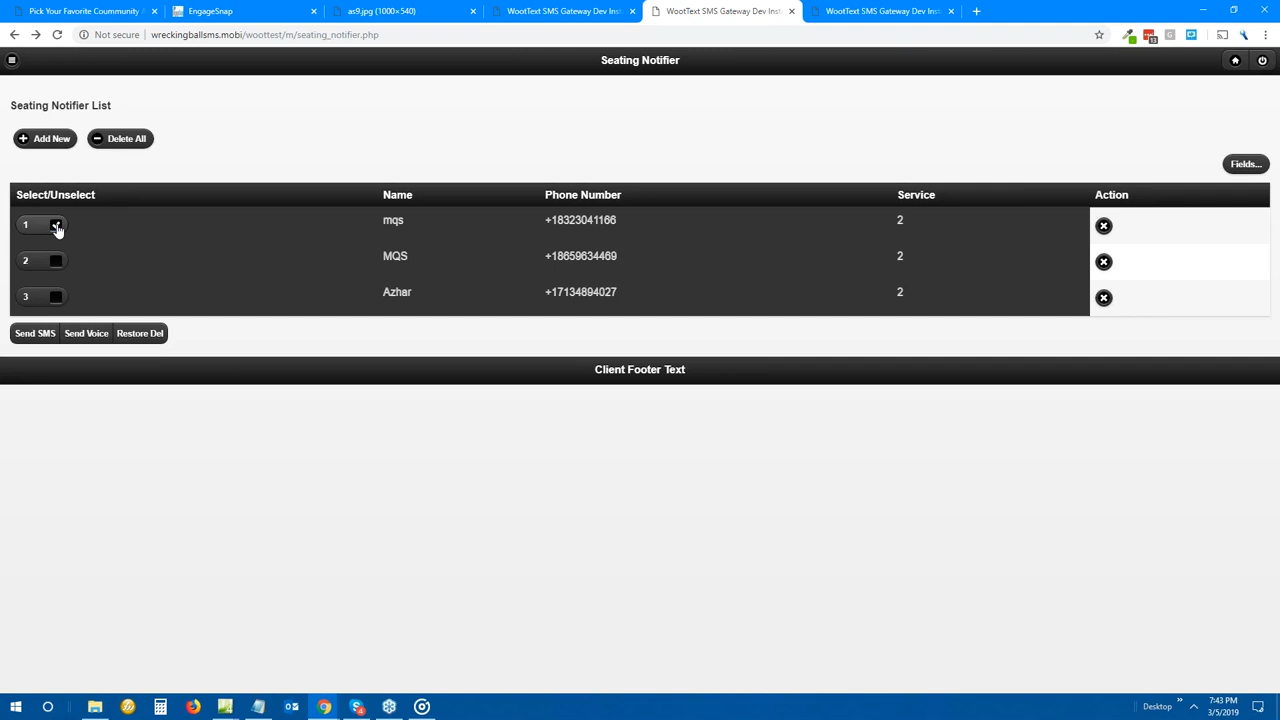 Pick Your Favorite Coummunity A
EngageSnap
as9.jpg (1000×540)
WootText SMS Gateway Dev Inst
WootText SMS Gateway Dev Inst
WootText SMS Gateway Dev Inst
Not secure | wreckingballsms.mobi/woottest/m/seating_notifier.php
13
Seating Notifier
Seating Notifier List
Add New
Delete All
Fields...
Select/Unselect Name Phone Number Service Action
1 mqs +18323041166 2
2 MQS +18659634469 2
3 Azhar +17134894027 2
Send SMS Send Voice Restore Del
Client Footer Text
Desktop
7:43 PM
3/5/2019